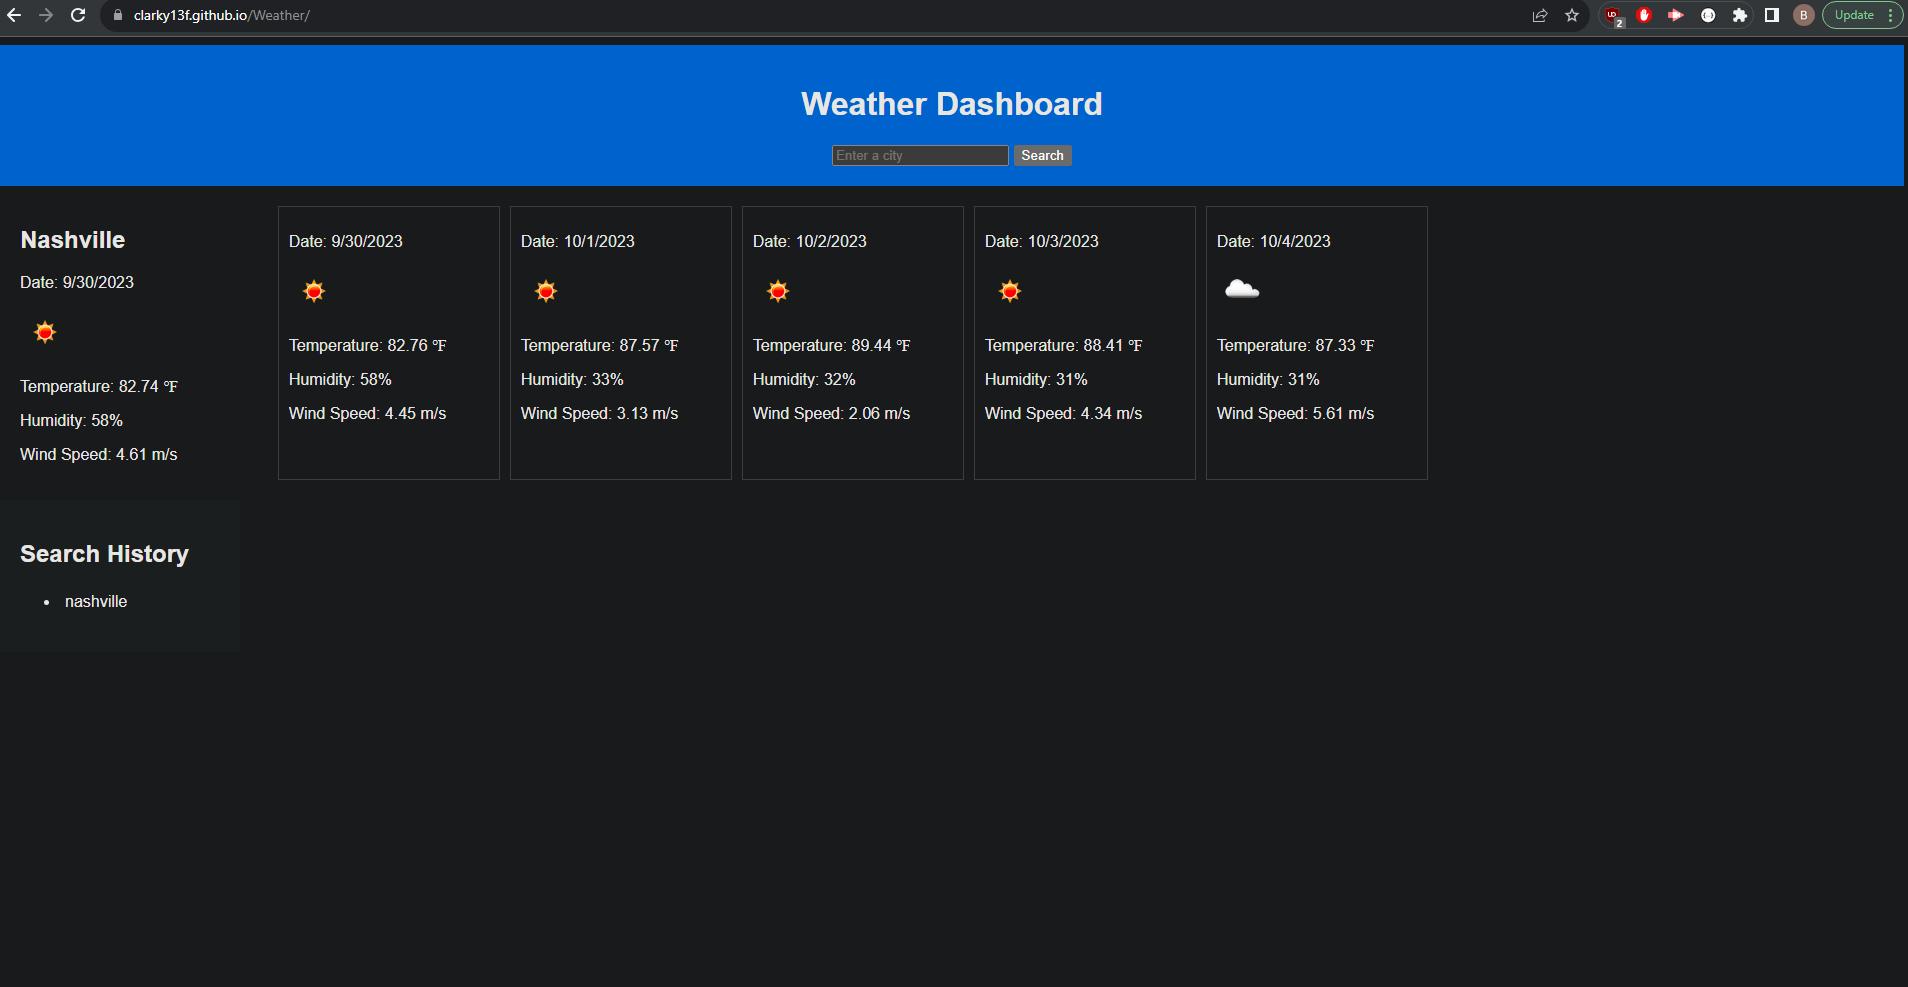 clarky13f.github.io/Weather/
2
B
Update
Weather Dashboard
Enter a city
Search
Nashville
Date: 9/30/2023
Temperature: 82.74 ℉
Humidity: 58%
Wind Speed: 4.61 m/s
Date: 9/30/2023
Temperature: 82.76 ℉
Humidity: 58%
Wind Speed: 4.45 m/s
Date: 10/1/2023
Temperature: 87.57 ℉
Humidity: 33%
Wind Speed: 3.13 m/s
Date: 10/2/2023
Temperature: 89.44 ℉
Humidity: 32%
Wind Speed: 2.06 m/s
Date: 10/3/2023
Temperature: 88.41 ℉
Humidity: 31%
Wind Speed: 4.34 m/s
Date: 10/4/2023
Temperature: 87.33 ℉
Humidity: 31%
Wind Speed: 5.61 m/s
Search History
• nashville